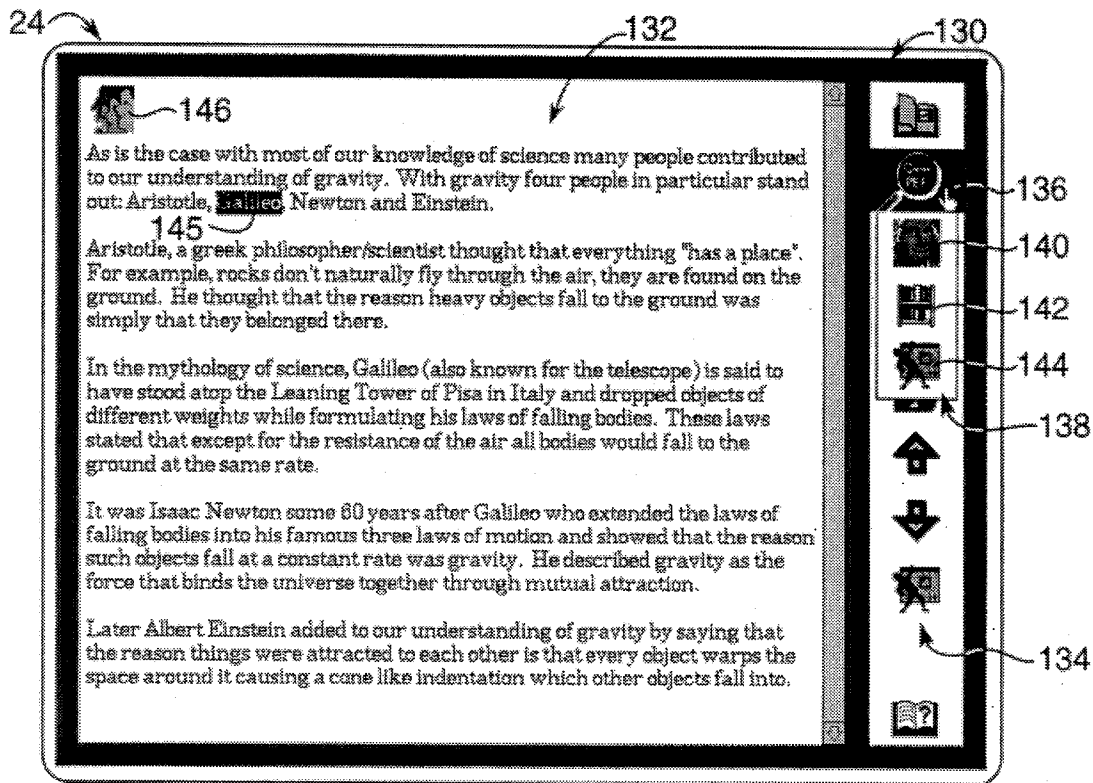 24
132
130
146
As is the case with most of our knowledge of science many people contributed
to our understanding of gravity. With gravity four people in particular stand
out: Aristotle, Galileo, Newton and Einstein.
136
145
140
Aristotle, a greek philosopher/scientist thought that everything "has a place".
For example, rocks don't naturally fly through the air, they are found on the
ground. He thought that the reason heavy objects fall to the ground was
simply that they belonged there.
142
144
In the mythology of science, Galileo (also known for the telescope) is said to
have stood atop the Leaning Tower of Pisa in Italy and dropped objects of
different weights while formulating his laws of falling bodies. These laws
stated that except for the resistance of the air all bodies would fall to the
ground at the same rate.
138
It was Isaac Newton some 60 years after Galileo who extended the laws of
falling bodies into his famous three laws of motion and showed that the reason
such objects fall at a constant rate was gravity. He described gravity as the
force that binds the universe together through mutual attraction.
Later Albert Einstein added to our understanding of gravity by saying that
the reason things were attracted to each other is that every object warps the
space around it causing a cone like indentation which other objects fall into.
134
?